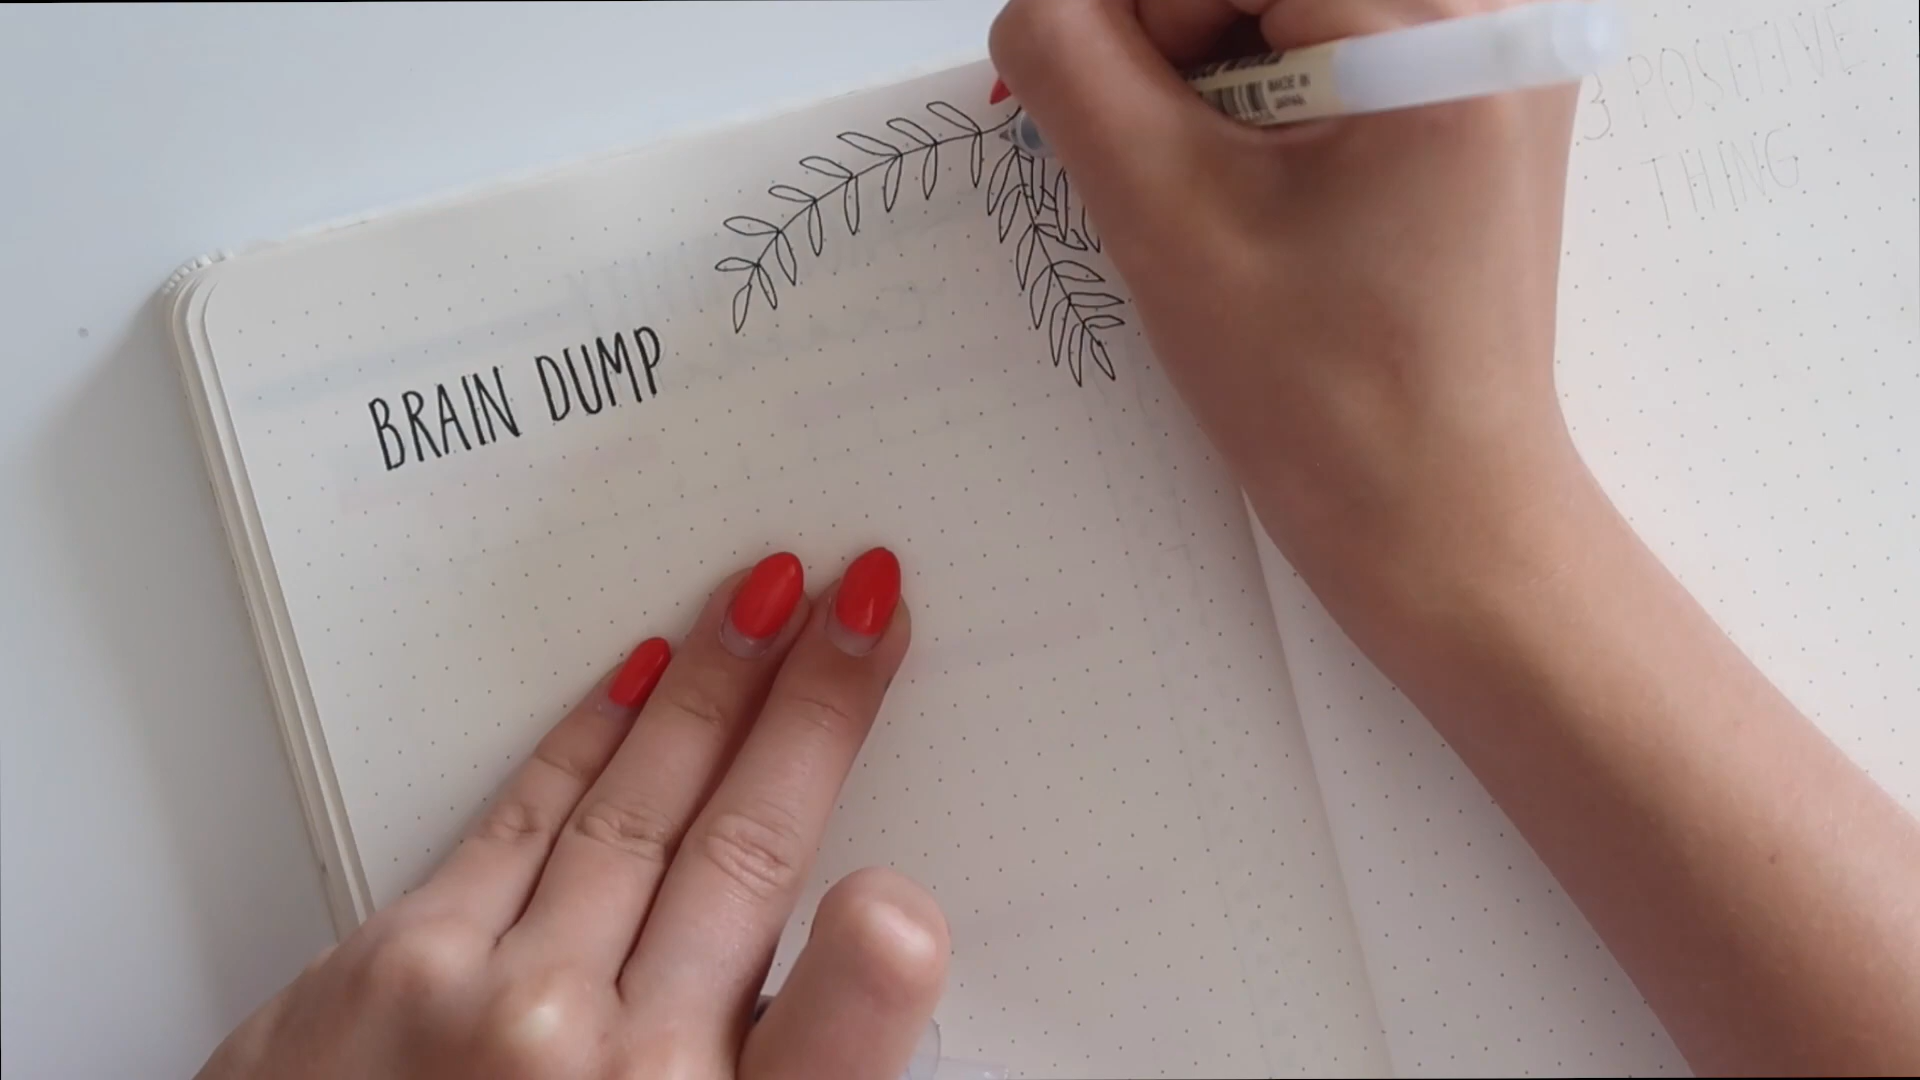 BRAIN DUMP
MADE IN
JAPAN
3 POSITIVE
THING